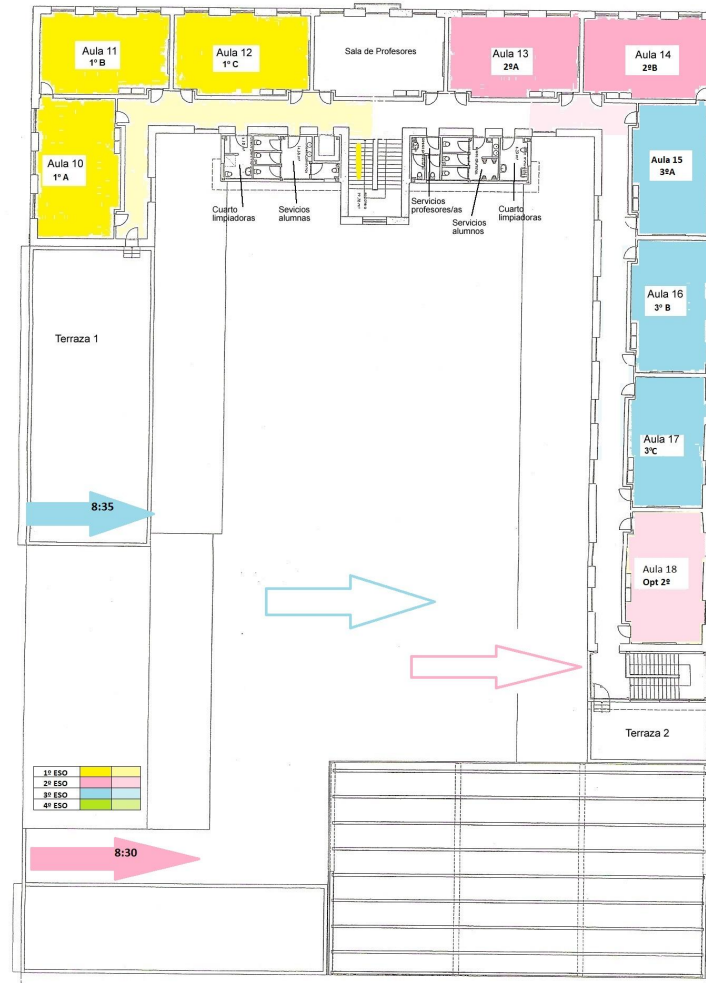 Aula 11
1º B
Aula 12
1º C
Sala de Profesores
Aula 13
2ºA
Aula 14
2ºB
Aula 10
1º A
Aula 15
3ºA
Cuarto
limpiadoras
Sevicios
alumnas
Servicios
profesores/as
Servicios
alumnos
Cuarto
limpiadoras
Aula 16
3º B
Terraza 1
Aula 17
3ºC
8:35
Aula 18
Opt 2º
Terraza 2
1º ESO
2º ESO
3º ESO
4º ESO
8:30